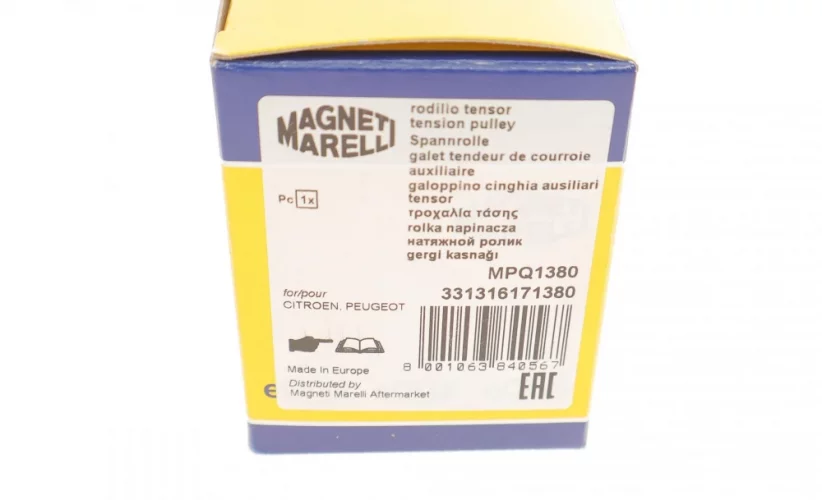 MAGNETI
MARELLI
rodilio tensor
tension pulley
Spannrolle
galet tendeur de courroie
auxiliaire
galoppino cinghia ausiliari
tensor
τροχαλία τάσης
rolka napinacza
натяжной ролик
gergi kasnağı
Pc 1x
MPQ1380
331316171380
for/pour
CITROEN, PEUGEOT
8 001063 840567
Made in Europe
Distributed by
Magneti Marelli Aftermarket
EAC